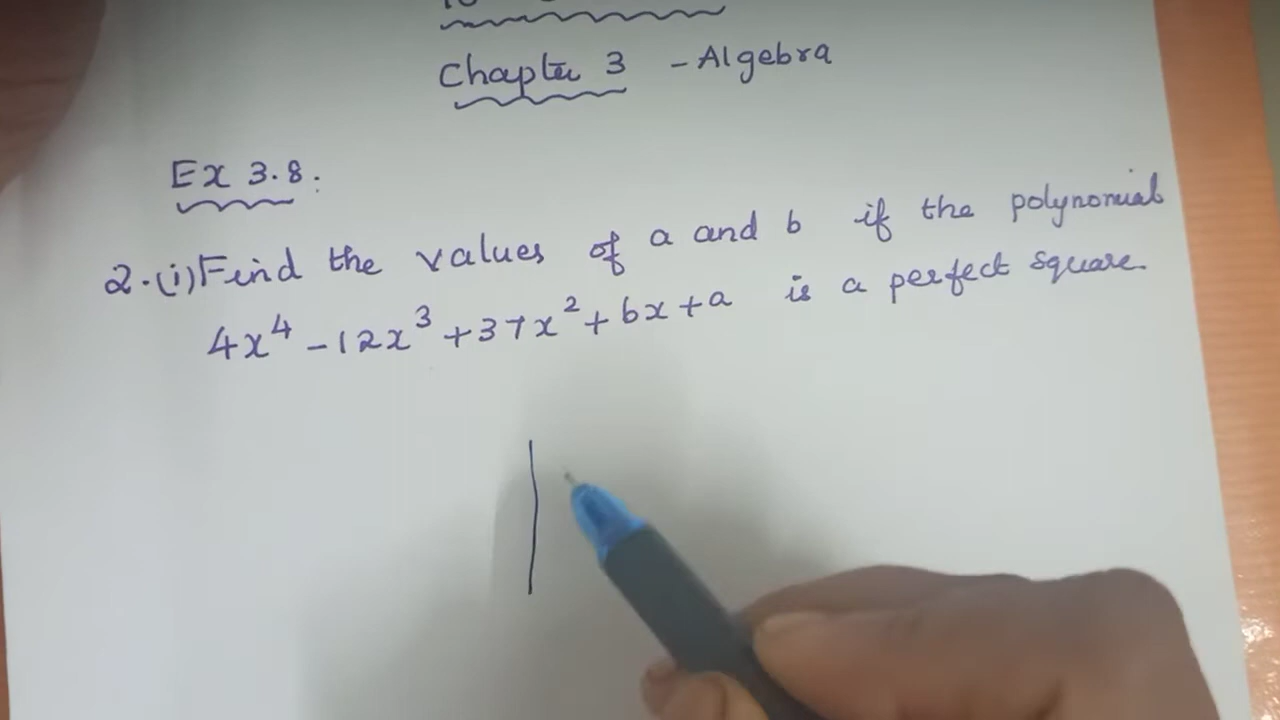 Chapter 3 - Algebra
Ex 3.8.
2.(i) Find the values of a and b if the polynomial
4x⁴ - 12x³ + 37x² + bx + a is a perfect square.